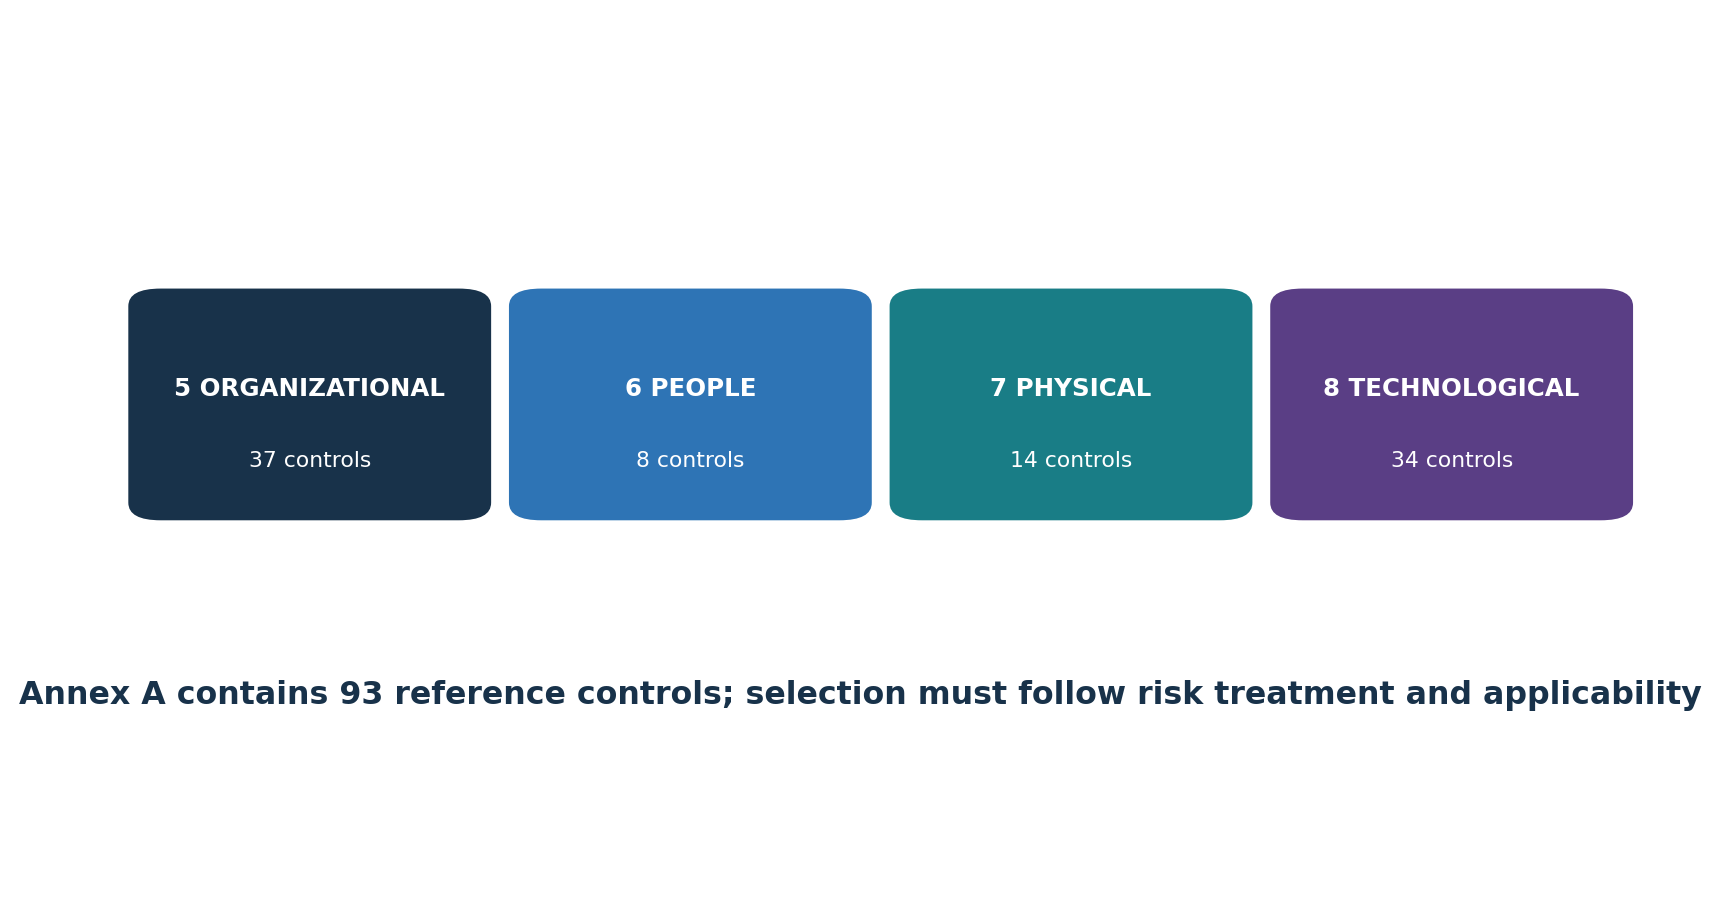 5 ORGANIZATIONAL
37 controls
6 PEOPLE
8 controls
7 PHYSICAL
14 controls
8 TECHNOLOGICAL
34 controls
Annex A contains 93 reference controls; selection must follow risk treatment and applicability